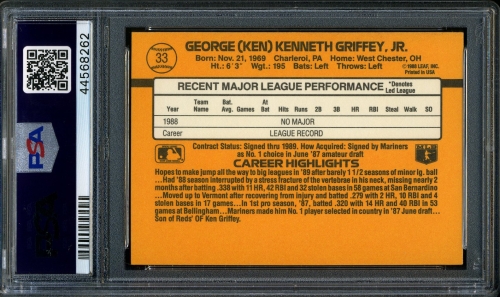 44568262
PSA
33
GEORGE (KEN) KENNETH GRIFFEY, JR.
Born: Nov. 21, 1969 Charleroi, PA Home: West Chester, OH
Ht.: 6'3" Wgt.: 195 Bats: Left Throws: Left
© 1988 LEAF, INC.
Printed in USA
RECENT MAJOR LEAGUE PERFORMANCE
*Denotes
Led League
Year Team Name Bat. Avg. Games At Bats Hits Runs 2B 3B HR RBI Steal Walk SO
1988 NO MAJOR
Career LEAGUE RECORD
Contract Status: Signed thru 1989. How Acquired: Signed by Mariners
as No. 1 choice in June '87 amateur draft
CAREER HIGHLIGHTS
Hopes to make jump all the way to big leagues in '89 after barely 1 1/2 seasons of minor lg. ball
...Had '88 season interrupted by a stress fracture of the vertebrae in his neck, missing nearly 2
months after batting .338 with 11 HR, 42 RBI and 32 stolen bases in 58 games at San Bernardino
...Moved up to Vermont after recovering from injury and batted .279 with 2 HR, 10 RBI and 4
stolen bases in 17 games...In 1st pro season, '87, batted .320 with 14 HR and 40 RBI in 53
games at Bellingham...Mariners made him No. 1 player selected in country in '87 June draft...
Son of Reds' OF Ken Griffey.